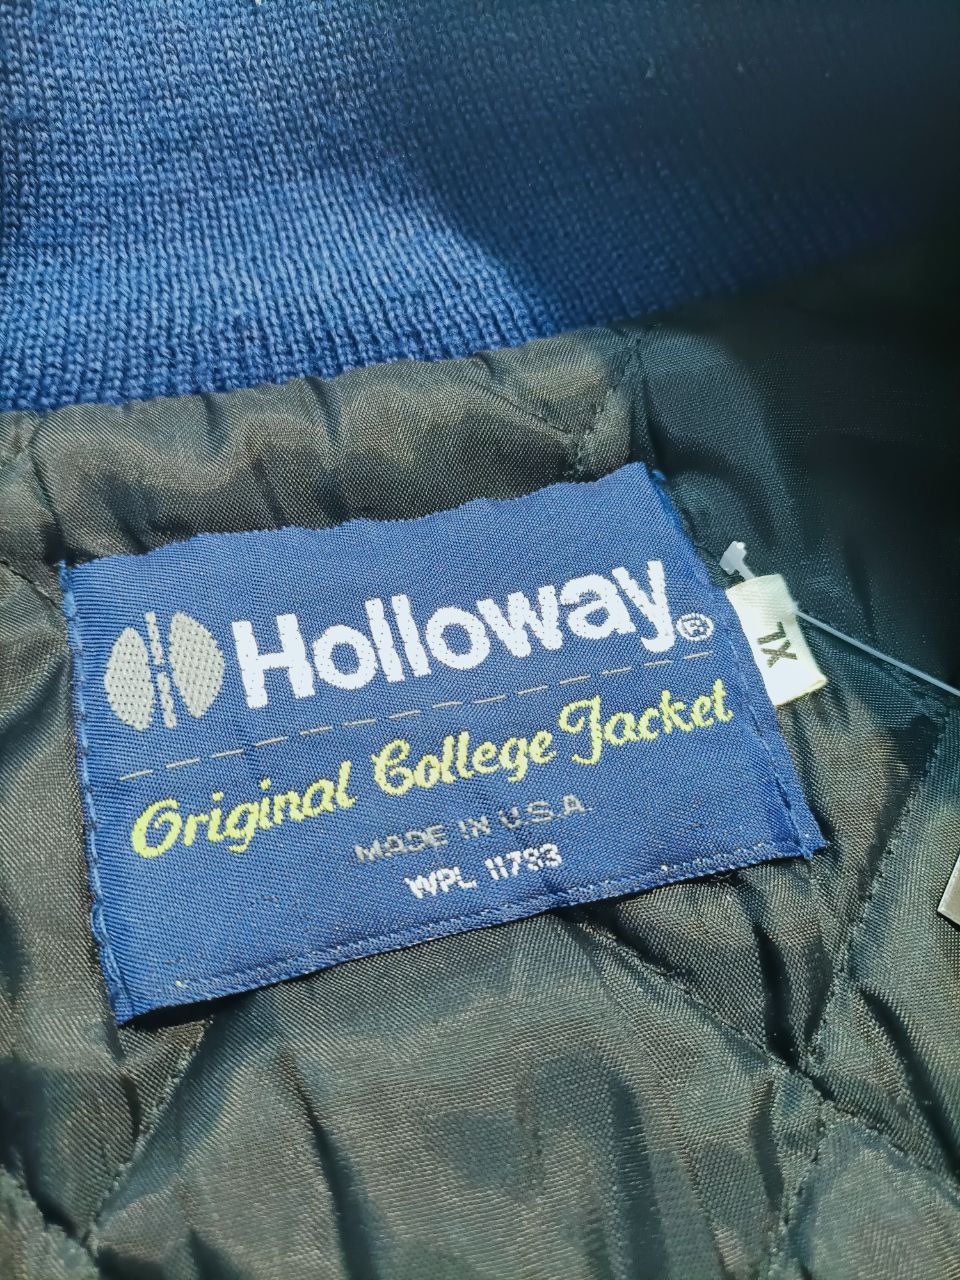 Holloway®
Original College Jacket
MADE IN U.S.A.
WPL 11783
XL